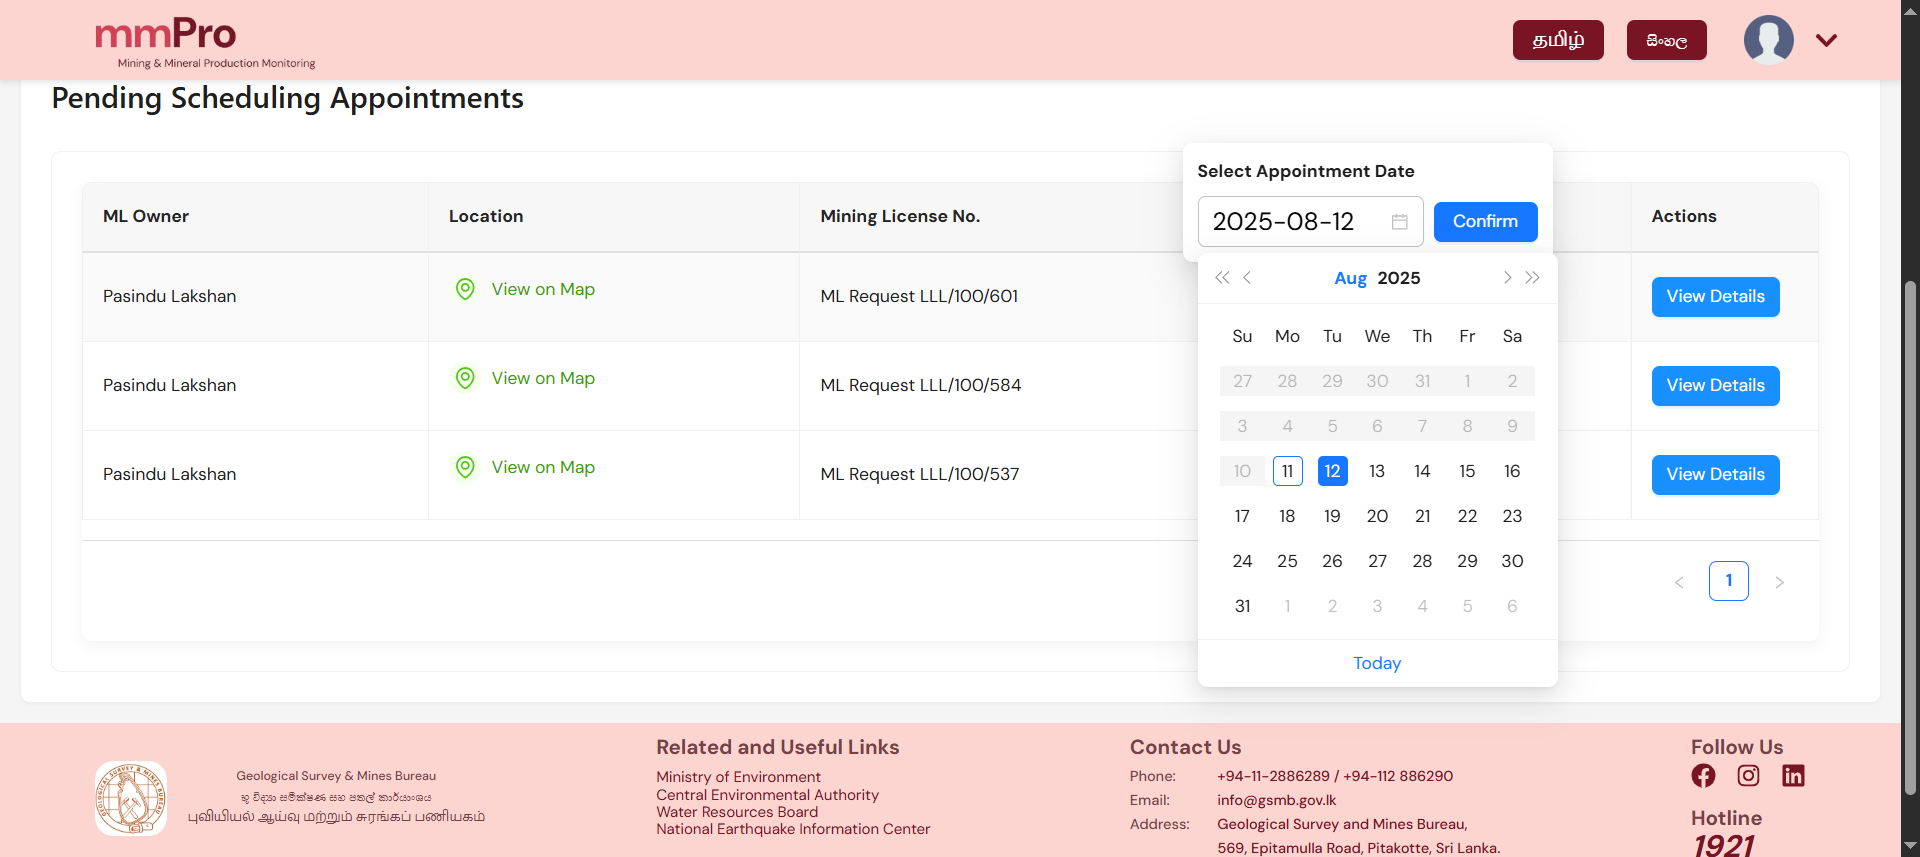 mmPro
Mining & Mineral Production Monitoring
தமிழ்
සිංහල
Pending Scheduling Appointments
Select Appointment Date
2025-08-12
Confirm
ML Owner
Location
Mining License No.
Actions
Pasindu Lakshan
View on Map
ML Request LLL/100/601
View Details
Pasindu Lakshan
View on Map
ML Request LLL/100/584
View Details
Pasindu Lakshan
View on Map
ML Request LLL/100/537
View Details
Aug 2025
Su Mo Tu We Th Fr Sa
27 28 29 30 31 1 2
3 4 5 6 7 8 9
10 11 12 13 14 15 16
17 18 19 20 21 22 23
24 25 26 27 28 29 30
31 1 2 3 4 5 6
Today
1
GEOLOGICAL SURVEY & MINES BUREAU
Geological Survey & Mines Bureau
භූ විද්‍යා සමීක්ෂණ සහ පතල් කාර්යාංශය
புவியியல் ஆய்வு மற்றும் சுரங்கப் பணியகம்
Related and Useful Links
Ministry of Environment
Central Environmental Authority
Water Resources Board
National Earthquake Information Center
Contact Us
Phone: +94-11-2886289 / +94-112 886290
Email: info@gsmb.gov.lk
Address: Geological Survey and Mines Bureau,
569, Epitamulla Road, Pitakotte, Sri Lanka.
Follow Us
Hotline
1921